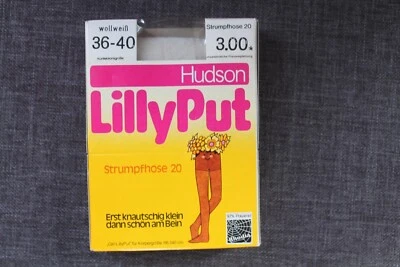 wollweiß
36-40
Strumpfhose 20
3.00
Hudson
LillyPut
Strumpfhose 20
Erst knautschig klein
dann schön am Bein